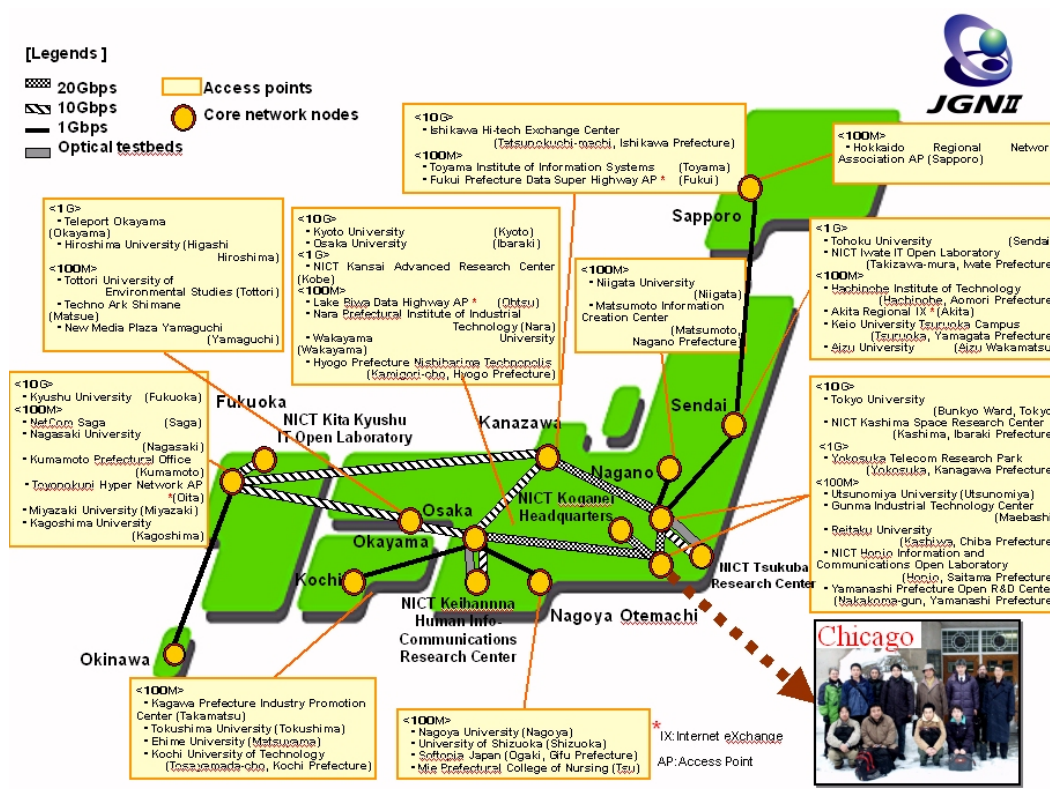 [Legends ]
20Gbps
10Gbps
1Gbps
Optical testbeds
Access points
Core network nodes
JGNII
<10G>
・Ishikawa Hi-tech Exchange Center
(Tatsunokuchi-machi, Ishikawa Prefecture)
<100M>
・Toyama Institute of Information Systems (Toyama)
・Fukui Prefecture Data Super Highway AP * (Fukui)
<100M>
・Hokkaido Regional Network
Association AP (Sapporo)
<1G>
・Teleport Okayama
(Okayama)
・Hiroshima University (Higashi
Hiroshima)
<100M>
・Tottori University of
Environmental Studies (Tottori)
・Techno Ark Shimane
(Matsue)
・New Media Plaza Yamaguchi
(Yamaguchi)
<10G>
・Kyoto University (Kyoto)
・Osaka University (Ibaraki)
<1G>
・NICT Kansai Advanced Research Center
(Kobe)
<100M>
・Lake Biwa Data Highway AP * (Ohtsu)
・Nara Prefectural Institute of Industrial
Technology (Nara)
・Wakayama University
(Wakayama)
・Hyogo Prefecture Nishiharima Technopolis
(Kamigori-cho, Hyogo Prefecture)
<100M>
・Niigata University
(Niigata)
・Matsumoto Information
Creation Center
(Matsumoto,
Nagano Prefecture)
<1G>
・Tohoku University (Sendai
・NICT Iwate IT Open Laboratory
(Takizawa-mura, Iwate Prefecture
<100M>
・Hachinohe Institute of Technology
(Hachinohe, Aomori Prefecture
・Akita Regional IX * (Akita)
・Keio University Tsuruoka Campus
(Tsuruoka, Yamagata Prefecture
・Aizu University (Aizu Wakamatsu
<10G>
・Kyushu University (Fukuoka)
<100M>
・NetCom Saga (Saga)
・Nagasaki University
(Nagasaki)
・Kumamoto Prefectural Office
(Kumamoto)
・Toyonokuni Hyper Network AP
*(Oita)
・Miyazaki University (Miyazaki)
・Kagoshima University
(Kagoshima)
<10G>
・Tokyo University
(Bunkyo Ward, Tokyo
・NICT Kashima Space Research Center
(Kashima, Ibaraki Prefecture
<1G>
・Yokosuka Telecom Research Park
(Yokosuka, Kanagawa Prefecture
<100M>
・Utsunomiya University (Utsunomiya)
・Gunma Industrial Technology Center
(Maebashi
・Reitaku University
(Kashiwa, Chiba Prefecture
・NICT Honjo Information and
Communications Open Laboratory
(Honjo, Saitama Prefecture
・Yamanashi Prefecture Open R&D Center
(Nakakoma-gun, Yamanashi Prefecture
Sapporo
Sendai
Fukuoka
NICT Kita Kyushu
IT Open Laboratory
Kanazawa
Nagano
NICT Koganei
Headquarters
Osaka
Okayama
Kochi
NICT Keihannna
Human Info-
Communications
Research Center
Nagoya
Otemachi
NICT Tsukuba
Research Center
Okinawa
<100M>
・Kagawa Prefecture Industry Promotion
Center (Takamatsu)
・Tokushima University (Tokushima)
・Ehime University (Matsuyama)
・Kochi University of Technology
(Tosayamada-cho, Kochi Prefecture)
<100M>
・Nagoya University (Nagoya)
・University of Shizuoka (Shizuoka)
・Softopia Japan (Ogaki, Gifu Prefecture)
・Mie Prefectural College of Nursing (Tsu)
*
IX:Internet eXchange
AP:Access Point
Chicago